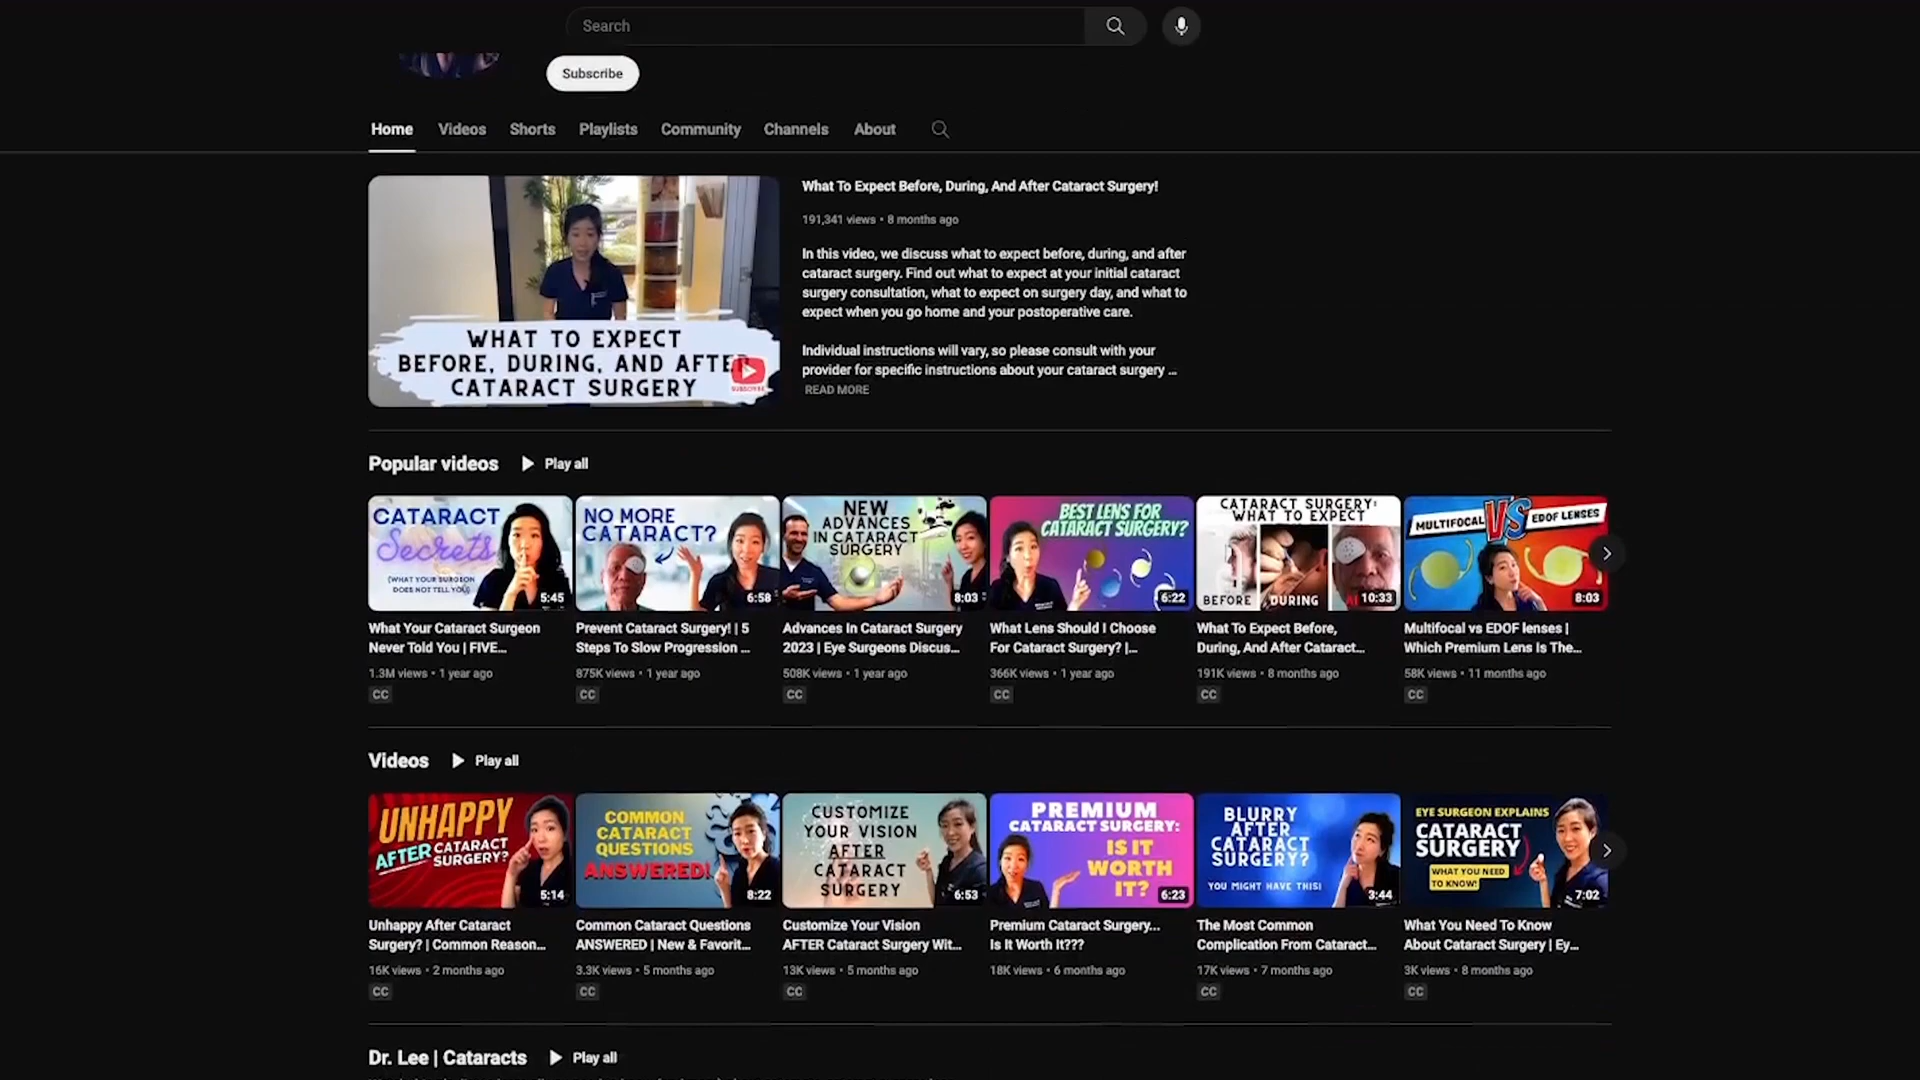 Search
Subscribe
Home Videos Shorts Playlists Community Channels About
WHAT TO EXPECT
BEFORE, DURING, AND AFTER
CATARACT SURGERY
SUBSCRIBE
What To Expect Before, During, And After Cataract Surgery!
191,341 views • 8 months ago
In this video, we discuss what to expect before, during, and after
cataract surgery. Find out what to expect at your initial cataract
surgery consultation, what to expect on surgery day, and what to
expect when you go home and your postoperative care.
Individual instructions will vary, so please consult with your
provider for specific instructions about your cataract surgery ...
READ MORE
Popular videos Play all
CATARACT
Secrets
(WHAT YOUR SURGEON
DOES NOT TELL YOU)
5:45
What Your Cataract Surgeon
Never Told You | FIVE...
1.3M views • 1 year ago
CC
NO MORE
CATARACT?
6:58
Prevent Cataract Surgery! | 5
Steps To Slow Progression ...
875K views • 1 year ago
CC
NEW
ADVANCES
IN CATARACT
SURGERY
8:03
Advances In Cataract Surgery
2023 | Eye Surgeons Discus...
508K views • 1 year ago
CC
BEST LENS FOR
CATARACT SURGERY?
6:22
What Lens Should I Choose
For Cataract Surgery? |...
366K views • 1 year ago
CC
CATARACT SURGERY:
WHAT TO EXPECT
BEFORE DURING
10:33
What To Expect Before,
During, And After Cataract...
191K views • 8 months ago
CC
MULTIFOCAL VS EDOF LENSES
8:03
Multifocal vs EDOF lenses |
Which Premium Lens Is The...
58K views • 11 months ago
CC
Videos Play all
UNHAPPY
AFTER CATARACT
SURGERY?
5:14
Unhappy After Cataract
Surgery? | Common Reason...
16K views • 2 months ago
CC
COMMON
CATARACT
QUESTIONS
ANSWERED!
8:22
Common Cataract Questions
ANSWERED | New & Favorit...
3.3K views • 5 months ago
CC
CUSTOMIZE
YOUR VISION
AFTER
CATARACT
SURGERY
6:53
Customize Your Vision
AFTER Cataract Surgery Wit...
13K views • 5 months ago
CC
PREMIUM
CATARACT SURGERY:
IS IT
WORTH
IT?
6:23
Premium Cataract Surgery...
Is It Worth It???
18K views • 6 months ago
BLURRY
AFTER
CATARACT
SURGERY?
YOU MIGHT HAVE THIS!
3:44
The Most Common
Complication From Cataract...
17K views • 7 months ago
CC
EYE SURGEON EXPLAINS
CATARACT
SURGERY
WHAT YOU NEED
TO KNOW!
7:02
What You Need To Know
About Cataract Surgery | Ey...
3K views • 8 months ago
CC
Dr. Lee | Cataracts Play all